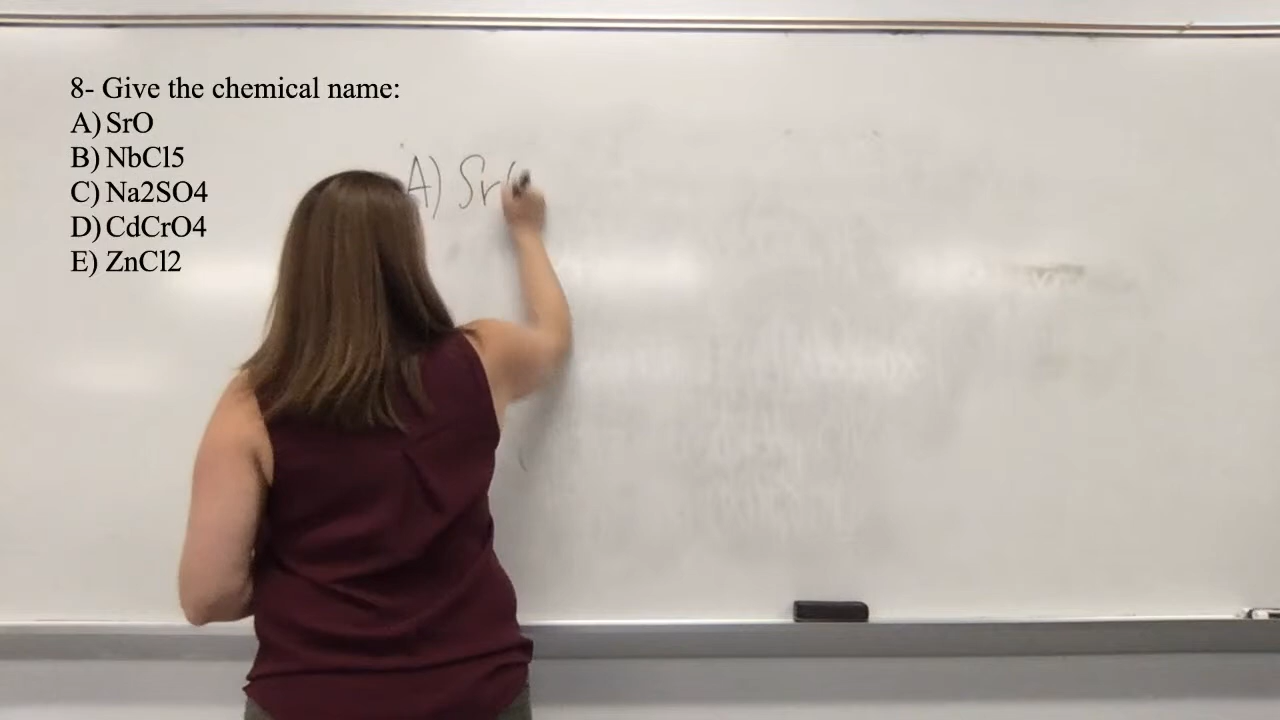 8- Give the chemical name:
A) SrO
B) NbCl5
C) Na2SO4
D) CdCrO4
E) ZnCl2
A) Sr